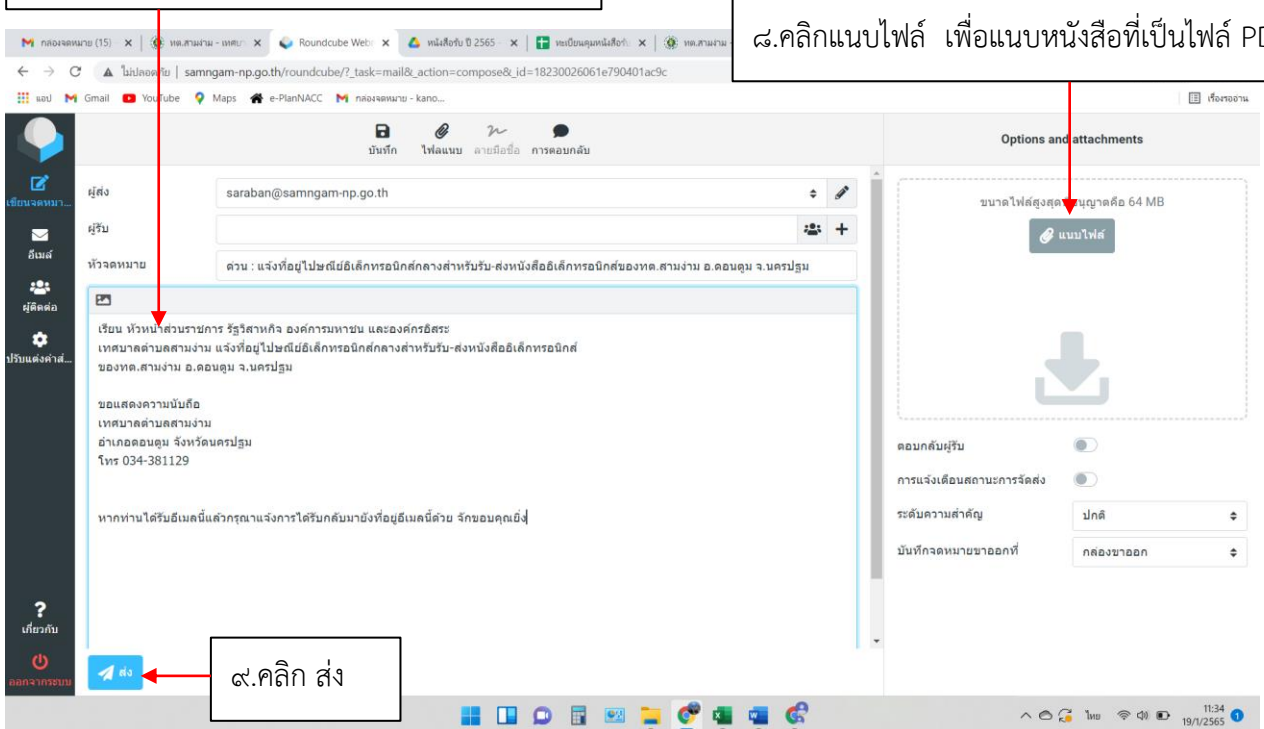 ๘.คลิกแนบไฟล์ เพื่อแนบหนังสือที่เป็นไฟล์ PD
กล่องจดหมาย (15)
ทต.สามง่าม - เทศบา
Roundcube Web
หนังสือรับ ปี 2565
ทะเบียนคุมหนังสือรับ
ทต.สามง่าม
ไม่ปลอดภัย | samngam-np.go.th/roundcube/?_task=mail&_action=compose&_id=18230026061e790401ac9c
แอป Gmail YouTube Maps e-PlanNACC กล่องจดหมาย - kano...
เรื่องรออ่าน
บันทึก ไฟล์แนบ ลายมือชื่อ การตอบกลับ
Options and attachments
เขียนจดหมา...
อีเมล์
ผู้ติดต่อ
ปรับแต่งค่าส่...
เกี่ยวกับ
ออกจากระบบ
ผู้ส่ง saraban@samngam-np.go.th
ผู้รับ
หัวจดหมาย ด่วน : แจ้งที่อยู่ไปษณีย์อิเล็กทรอนิกส์กลางสำหรับรับ-ส่งหนังสืออิเล็กทรอนิกส์ของทต.สามง่าม อ.ดอนตูม จ.นครปฐม
เรียน หัวหน้าส่วนราชการ รัฐวิสาหกิจ องค์การมหาชน และองค์กรอิสระ
เทศบาลตำบลสามง่าม แจ้งที่อยู่ไปษณีย์อิเล็กทรอนิกส์กลางสำหรับรับ-ส่งหนังสืออิเล็กทรอนิกส์
ของทต.สามง่าม อ.ดอนตูม จ.นครปฐม
ขอแสดงความนับถือ
เทศบาลตำบลสามง่าม
อำเภอดอนตูม จังหวัดนครปฐม
โทร 034-381129
หากท่านได้รับอีเมลนี้แล้วกรุณาแจ้งการได้รับกลับมายังที่อยู่อีเมลนี้ด้วย จักขอบคุณยิ่ง
ขนาดไฟล์สูงสุด นุญาตคือ 64 MB
แนบไฟล์
ตอบกลับผู้รับ
การแจ้งเตือนสถานะการจัดส่ง
ระดับความสำคัญ ปกติ
บันทึกจดหมายขาออกที่ กล่องขาออก
ส่ง
๙.คลิก ส่ง
ไทย
11:34
19/1/2565
1